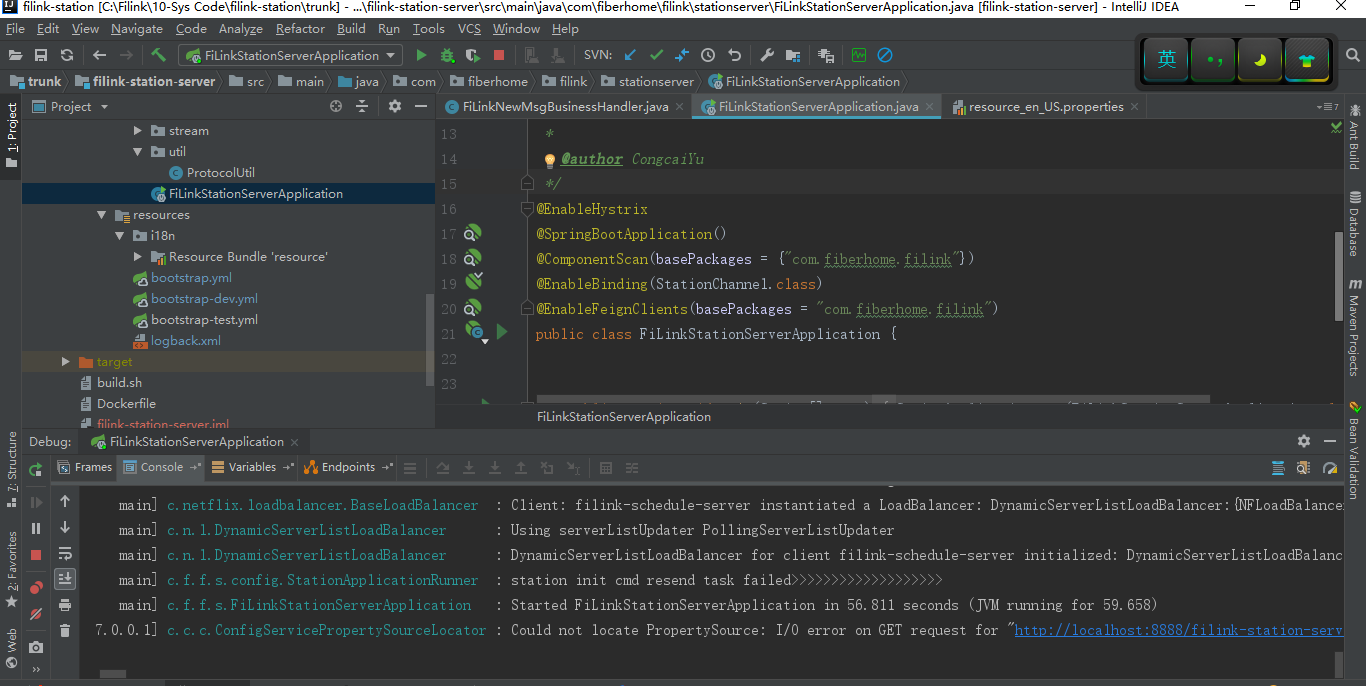 filink-station [C:\Filink\10-Sys Code\filink-station\trunk] - ...\filink-station-server\src\main\java\com\fiberhome\filink\stationserver\FiLinkStationServerApplication.java [filink-station-server] - IntelliJ IDEA
File Edit View Navigate Code Analyze Refactor Build Run Tools VCS Window Help
FiLinkStationServerApplication SVN:
英
trunk filink-station-server src main java com fiberhome filink stationserver FiLinkStationServerApplication
Project
FiLinkNewMsgBusinessHandler.java FiLinkStationServerApplication.java resource_en_US.properties 7
1: Project
stream
util
ProtocolUtil
FiLinkStationServerApplication
resources
i18n
Resource Bundle 'resource'
bootstrap.yml
bootstrap-dev.yml
bootstrap-test.yml
logback.xml
target
build.sh
Dockerfile
filink-station-server.iml
13 *
14 @author CongcaiYu
15 */
16 @EnableHystrix
17 @SpringBootApplication()
18 @ComponentScan(basePackages = {"com.fiberhome.filink"})
19 @EnableBinding(StationChannel.class)
20 @EnableFeignClients(basePackages = "com.fiberhome.filink")
21 public class FiLinkStationServerApplication {
22
23
FiLinkStationServerApplication
Ant Build
Database
Maven Projects
Bean Validation
7: Structure
2: Favorites
Web
Debug: FiLinkStationServerApplication
Frames Console Variables Endpoints
main] c.netflix.loadbalancer.BaseLoadBalancer : Client: filink-schedule-server instantiated a LoadBalancer: DynamicServerListLoadBalancer:{NFLoadBalance
main] c.n.l.DynamicServerListLoadBalancer : Using serverListUpdater PollingServerListUpdater
main] c.n.l.DynamicServerListLoadBalancer : DynamicServerListLoadBalancer for client filink-schedule-server initialized: DynamicServerListLoadBalanc
main] c.f.f.s.config.StationApplicationRunner : station init cmd resend task failed>>>>>>>>>>>>>>>>>>>
main] c.f.f.s.FiLinkStationServerApplication : Started FiLinkStationServerApplication in 56.811 seconds (JVM running for 59.658)
7.0.0.1] c.c.c.ConfigServicePropertySourceLocator : Could not locate PropertySource: I/O error on GET request for "http://localhost:8888/filink-station-serv